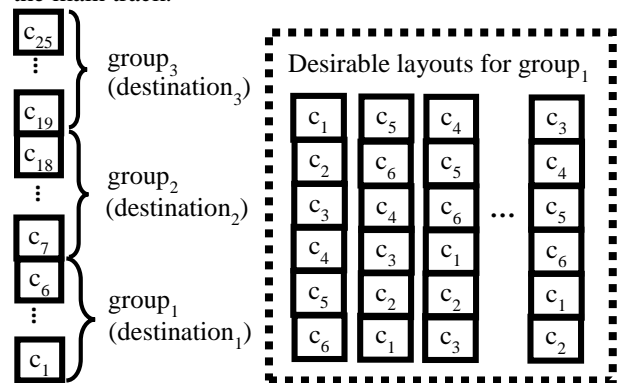 the main track.
c25
...
c19
c18
...
c7
c6
...
c1
group3
(destination3)
group2
(destination2)
group1
(destination1)
Desirable layouts for group1
c1 c5 c4 c3
c2 c6 c5 c4
c3 c4 c6 ... c5
c4 c3 c1 c6
c5 c2 c2 c1
c6 c1 c3 c2